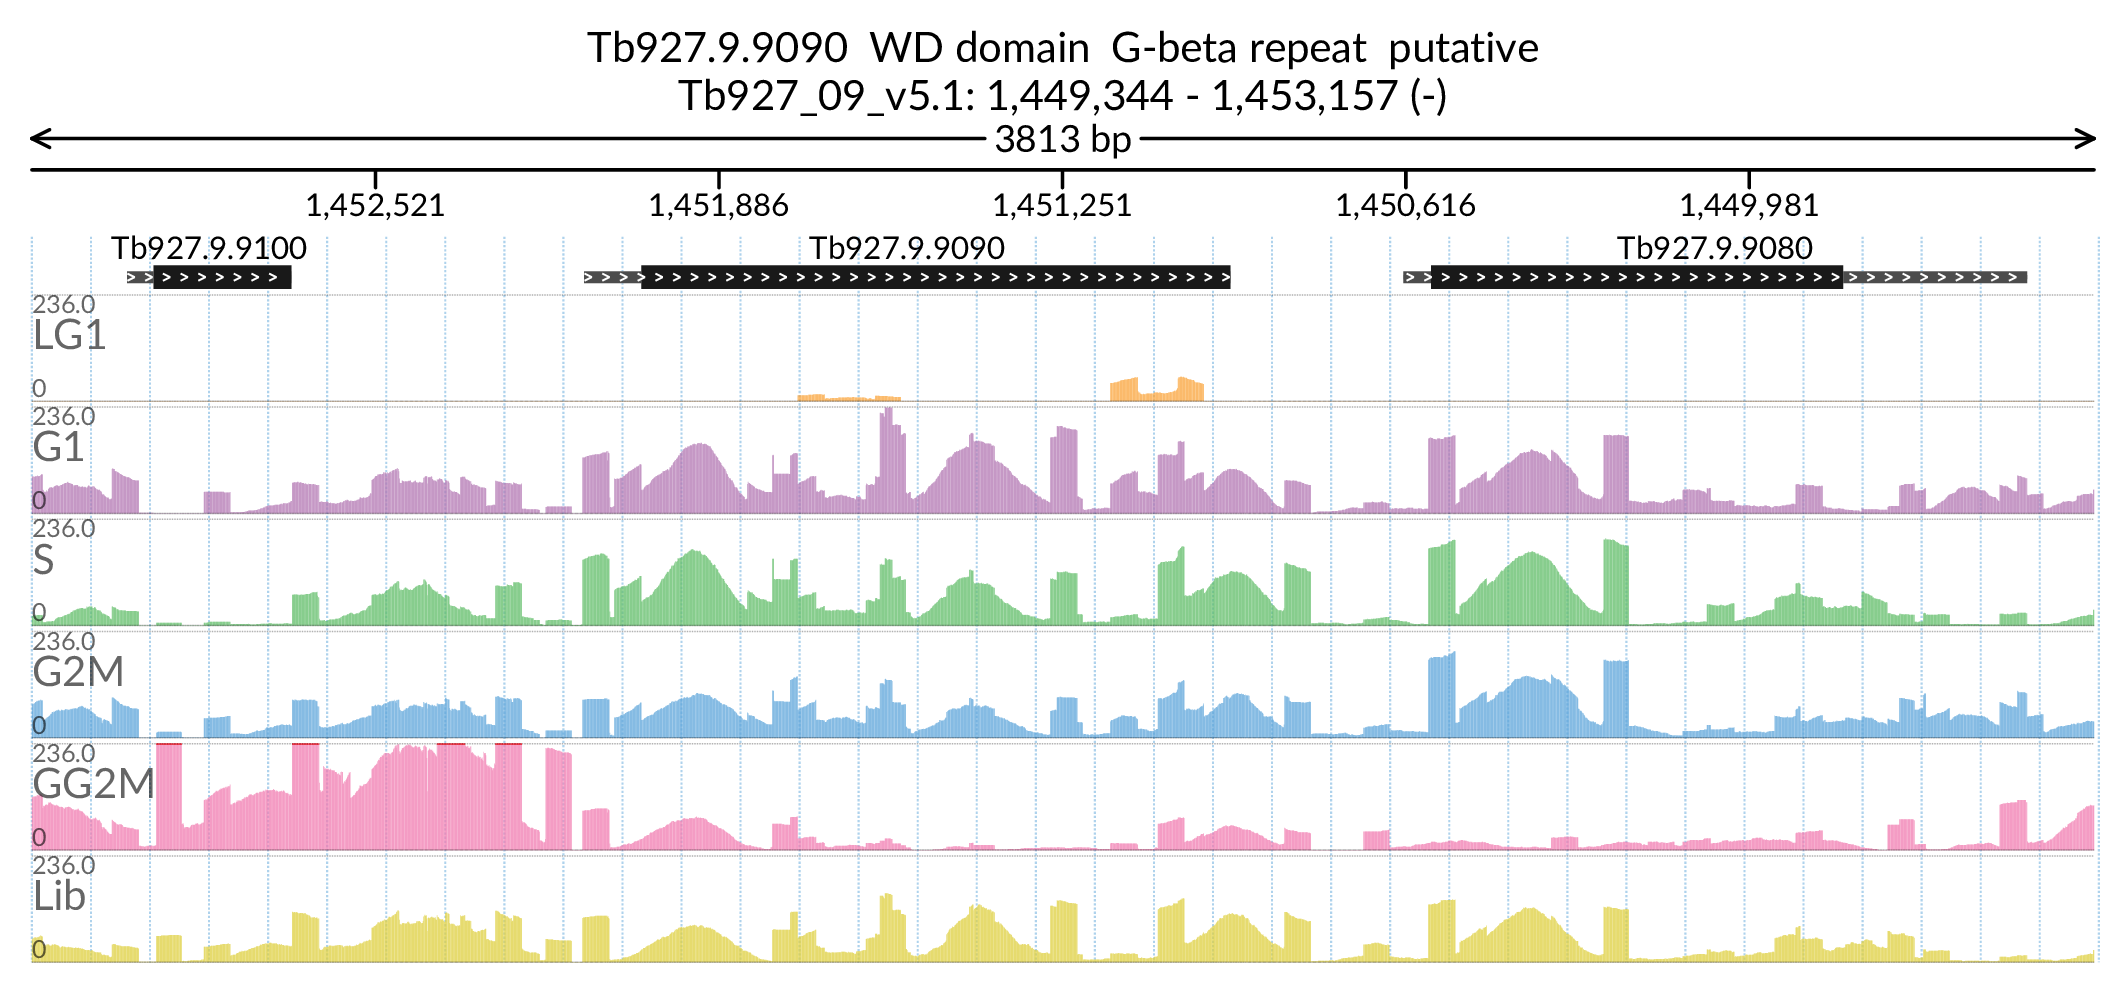 Tb927.9.9090  WD domain  G-beta repeat  putative
Tb927_09_v5.1: 1,449,344 - 1,453,157 (-)
3813 bp
1,452,521 1,451,886 1,451,251 1,450,616 1,449,981
Tb927.9.9100 Tb927.9.9090 Tb927.9.9080
236.0
LG1
0
236.0
G1
0
236.0
S
0
236.0
G2M
0
236.0
GG2M
0
236.0
Lib
0